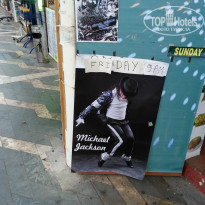 TOP Hotels
SUNDAY
FRIDAY 9PM
Michael
Jackson